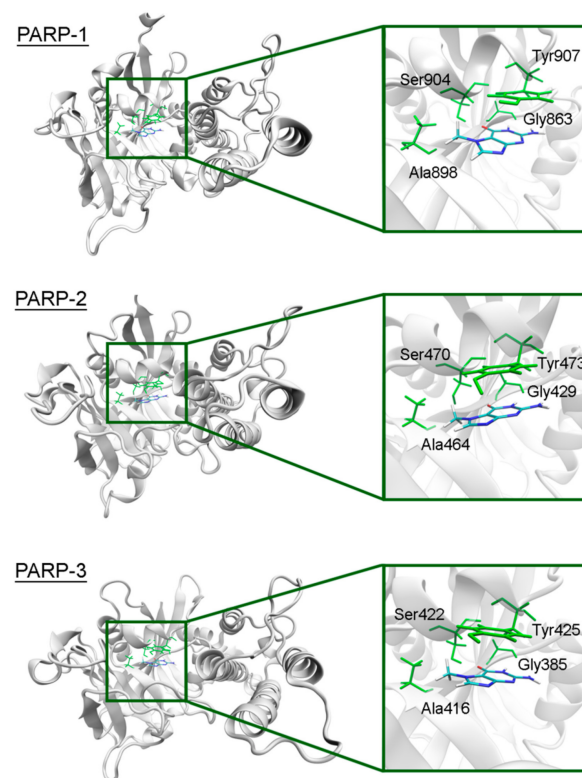 PARP-1
Tyr907
Ser904
Gly863
Ala898
PARP-2
Ser470
Tyr473
Gly429
Ala464
PARP-3
Ser422
Tyr425
Gly385
Ala416